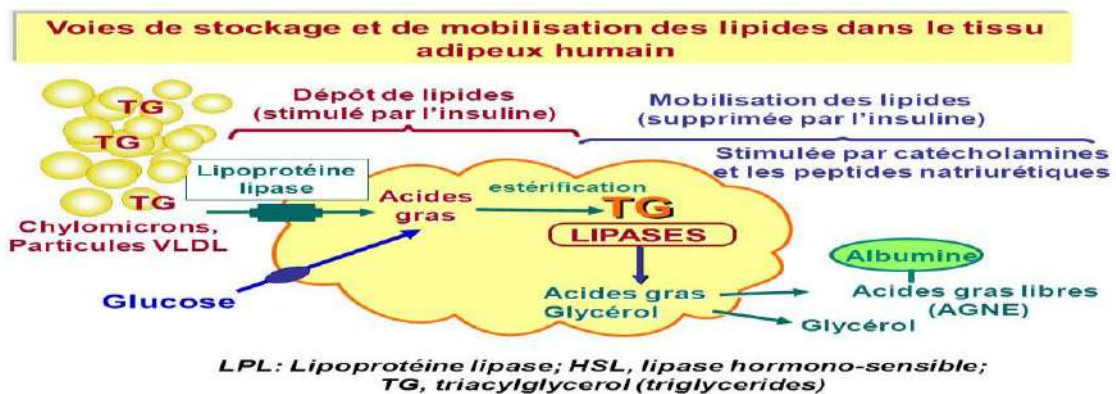 Voies de stockage et de mobilisation des lipides dans le tissu
adipeux humain
TG
TG
TG
Chylomicrons,
Particules VLDL
Dépôt de lipides
(stimulé par l'insuline)
Mobilisation des lipides
(supprimée par l'insuline)
Stimulée par catécholamines
et les peptides natriurétiques
Lipoprotéine
lipase
Acides
gras
estérification
TG
LIPASES
Glucose
Acides gras
Glycérol
Albumine
Acides gras libres
(AGNE)
Glycérol
LPL: Lipoprotéine lipase; HSL, lipase hormono-sensible;
TG, triacylglycerol (triglycerides)